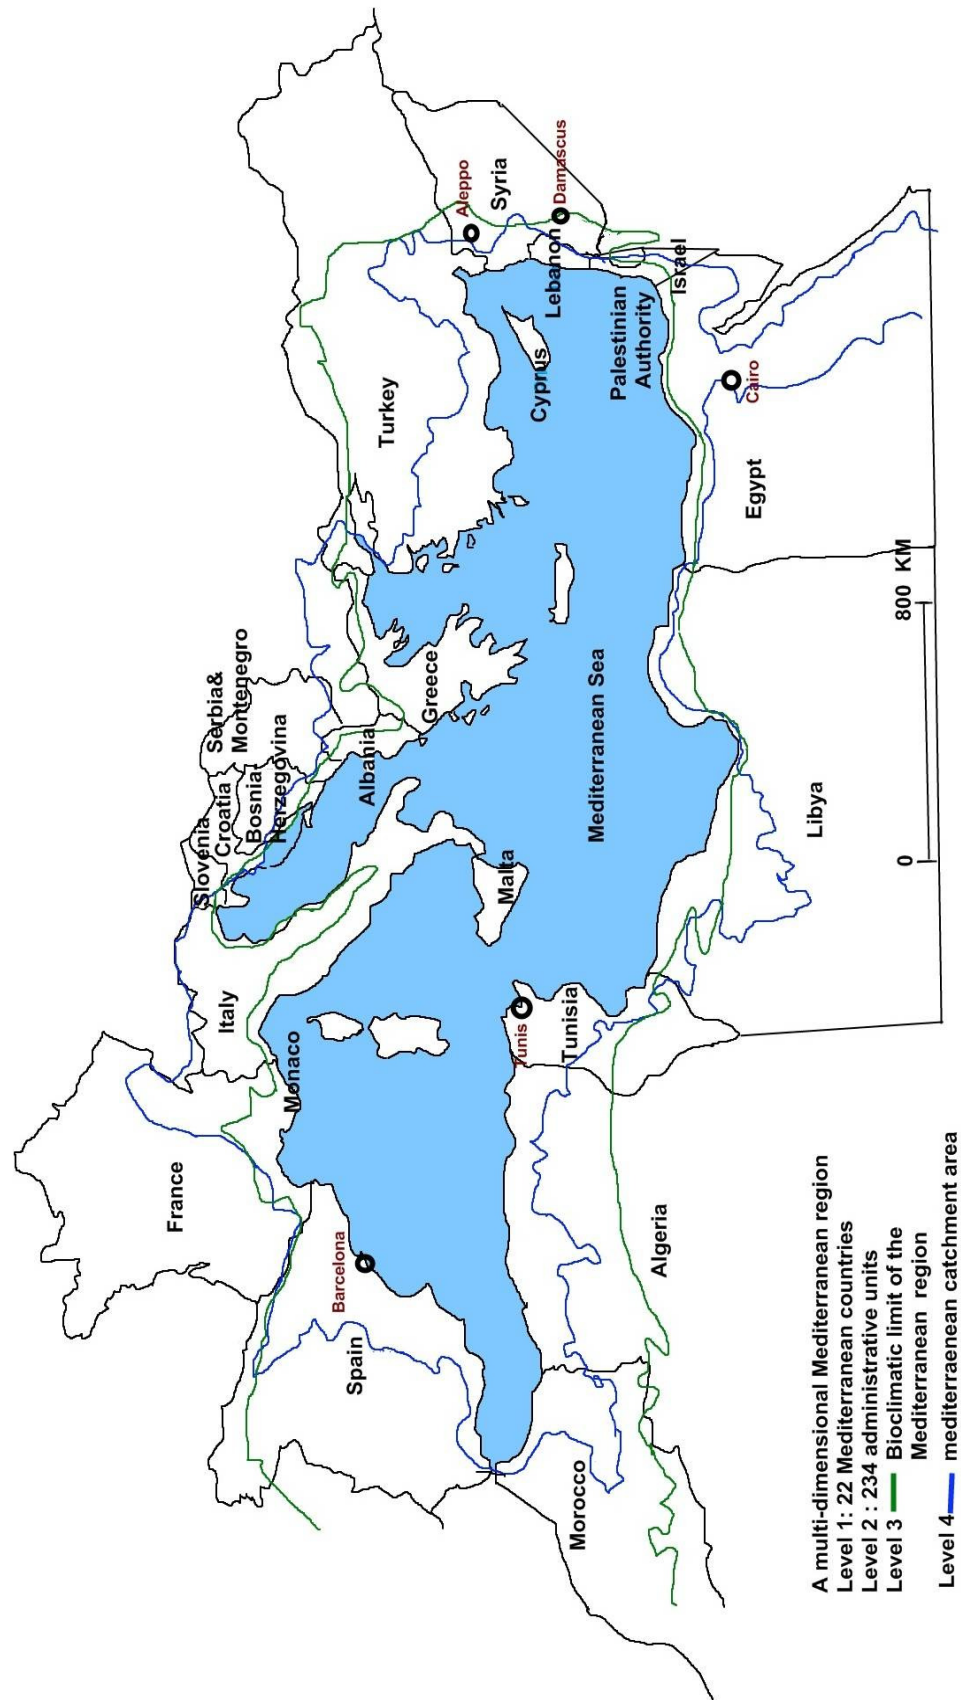 France
Slovenia
Croatia
Bosnia
Herzegovina
Serbia&
Montenegro
Italy
Monaco
Spain
Barcelona
Albania
Greece
Turkey
Aleppo
Syria
Damascus
Lebanon
Cyprus
Palestinian
Authority
Israel
Malta
Mediterranean Sea
Tunis
Tunisia
Morocco
Algeria
Libya
Egypt
Cairo
A multi-dimensional Mediterranean region
Level 1: 22 Mediterranean countries
Level 2 : 234 administrative units
Level 3 Bioclimatic limit of the
Mediterranean region
Level 4 mediterraenean catchment area
0 800 KM